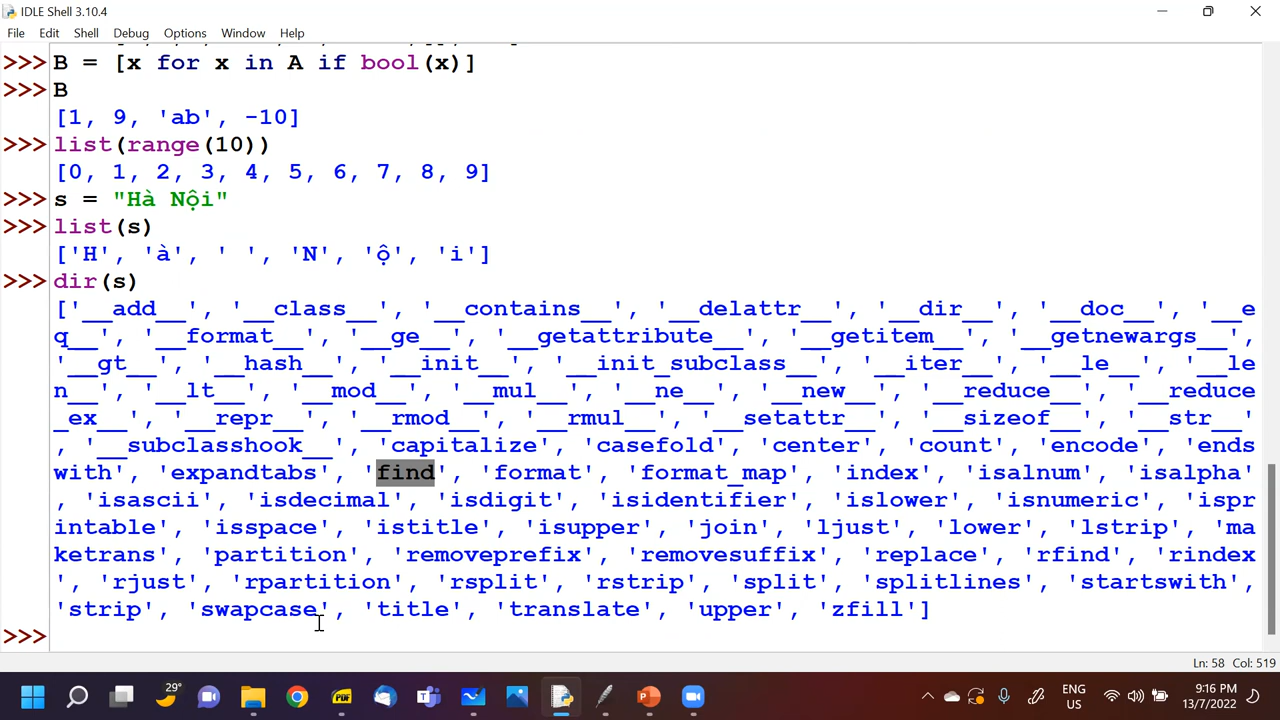 IDLE Shell 3.10.4
File Edit Shell Debug Options Window Help
>>> B = [x for x in A if bool(x)]
>>> B
[1, 9, 'ab', -10]
>>> list(range(10))
[0, 1, 2, 3, 4, 5, 6, 7, 8, 9]
>>> s = "Hà Nội"
>>> list(s)
['H', 'à', ' ', 'N', 'ộ', 'i']
>>> dir(s)
['__add__', '__class__', '__contains__', '__delattr__', '__dir__', '__doc__', '__e
q__', '__format__', '__ge__', '__getattribute__', '__getitem__', '__getnewargs__',
'__gt__', '__hash__', '__init__', '__init_subclass__', '__iter__', '__le__', '__le
n__', '__lt__', '__mod__', '__mul__', '__ne__', '__new__', '__reduce__', '__reduce
_ex__', '__repr__', '__rmod__', '__rmul__', '__setattr__', '__sizeof__', '__str__'
, '__subclasshook__', 'capitalize', 'casefold', 'center', 'count', 'encode', 'ends
with', 'expandtabs', 'find', 'format', 'format_map', 'index', 'isalnum', 'isalpha'
, 'isascii', 'isdecimal', 'isdigit', 'isidentifier', 'islower', 'isnumeric', 'ispr
intable', 'isspace', 'istitle', 'isupper', 'join', 'ljust', 'lower', 'lstrip', 'ma
ketrans', 'partition', 'removeprefix', 'removesuffix', 'replace', 'rfind', 'rindex
', 'rjust', 'rpartition', 'rsplit', 'rstrip', 'split', 'splitlines', 'startswith',
'strip', 'swapcase', 'title', 'translate', 'upper', 'zfill']
>>>
Ln: 58 Col: 519
29°
PDF
ENG
US
9:16 PM
13/7/2022